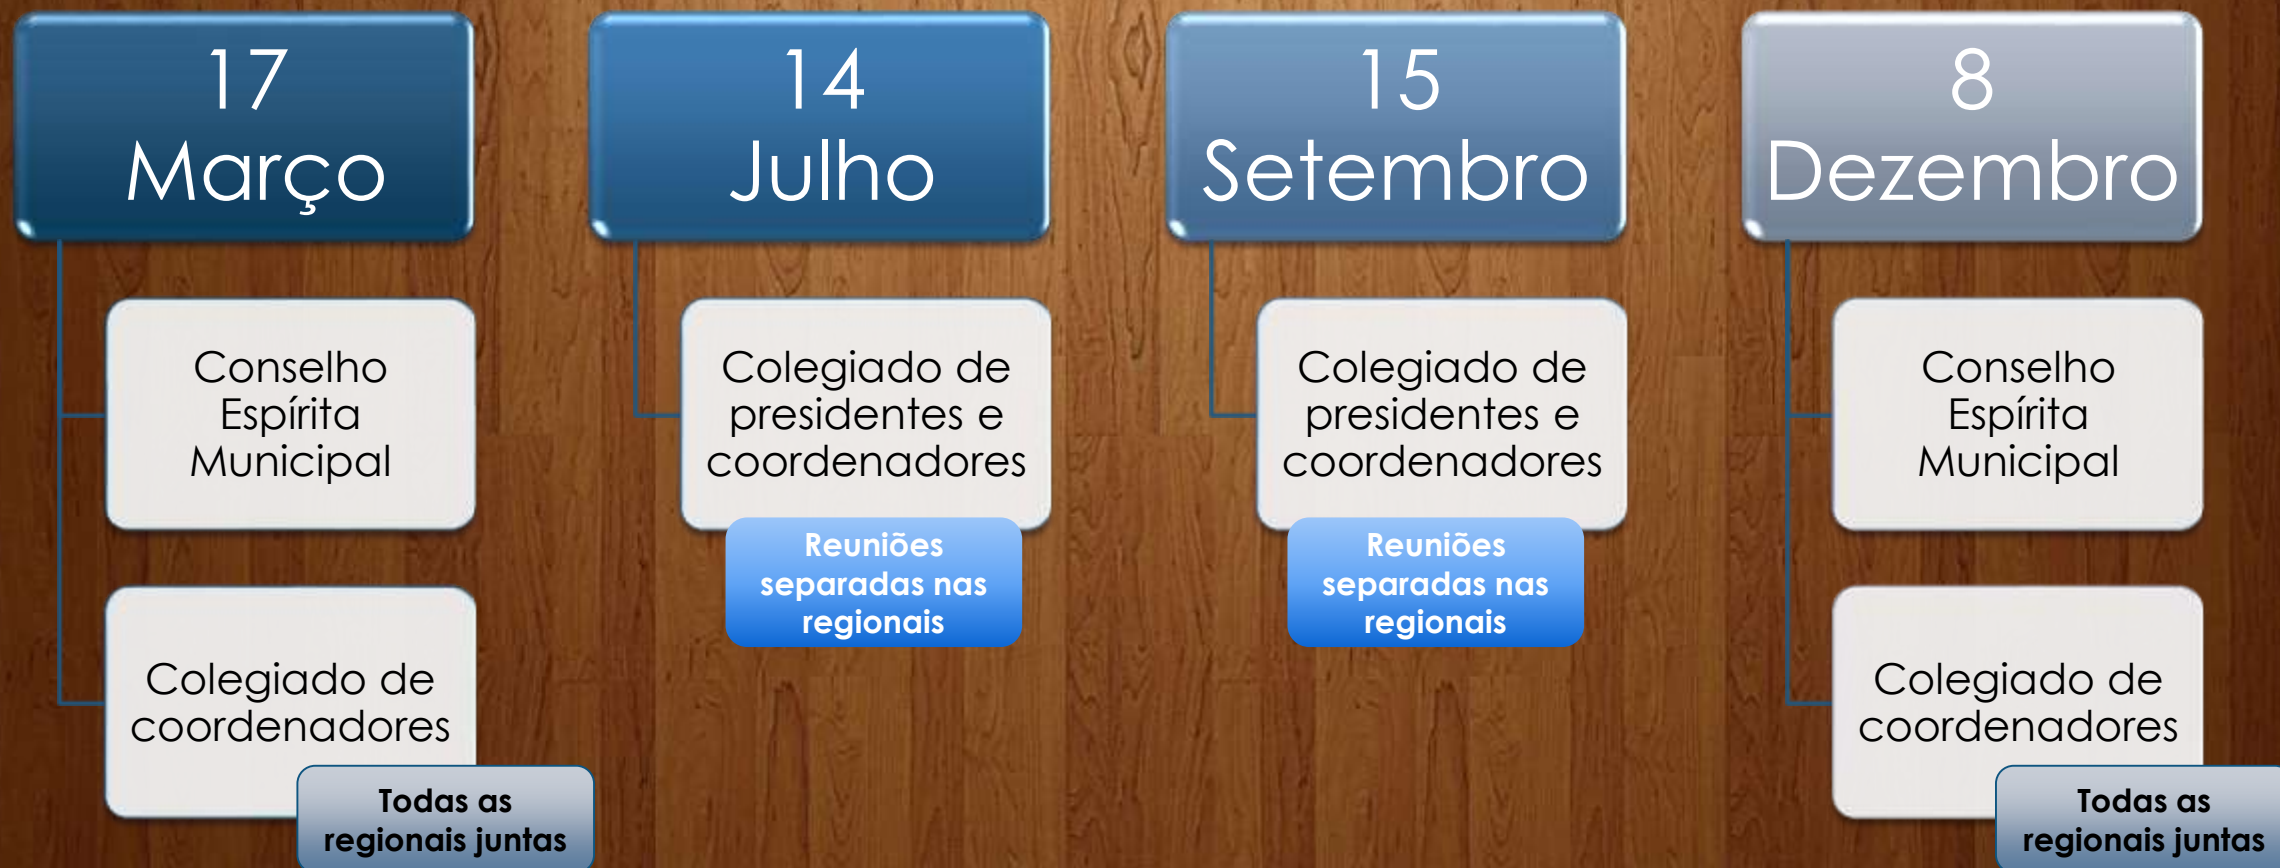 17
Março
Conselho
Espírita
Municipal
Colegiado de
coordenadores
Todas as
regionais juntas
14
Julho
Colegiado de
presidentes e
coordenadores
Reuniões
separadas nas
regionais
15
Setembro
Colegiado de
presidentes e
coordenadores
Reuniões
separadas nas
regionais
8
Dezembro
Conselho
Espírita
Municipal
Colegiado de
coordenadores
Todas as
regionais juntas